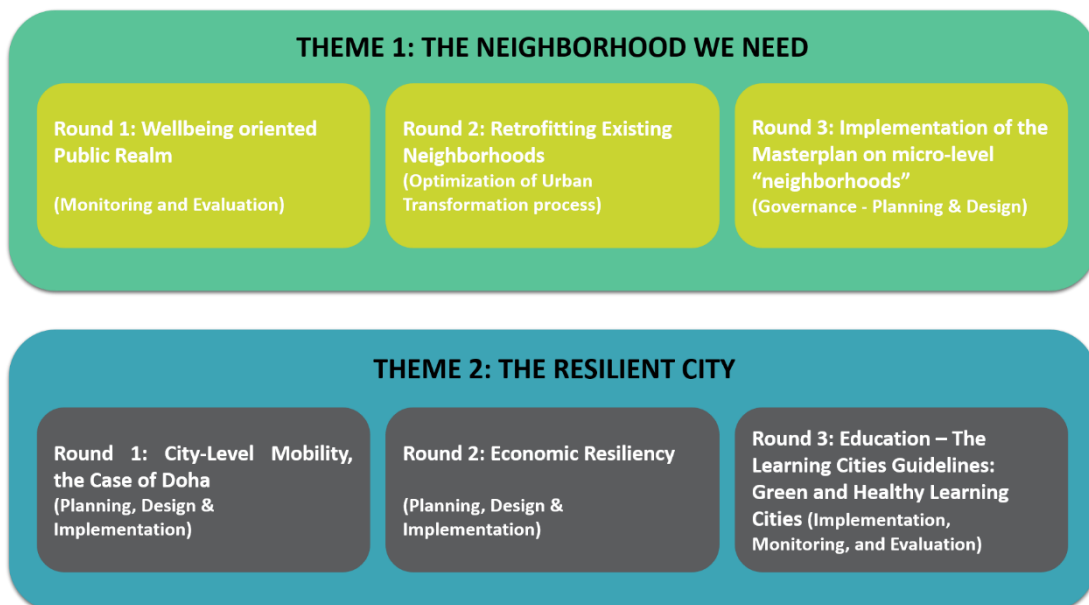 THEME 1: THE NEIGHBORHOOD WE NEED
Round 1: Wellbeing oriented
Public Realm
(Monitoring and Evaluation)
Round 2: Retrofitting Existing
Neighborhoods
(Optimization of Urban
Transformation process)
Round 3: Implementation of the
Masterplan on micro-level
“neighborhoods”
(Governance - Planning & Design)
THEME 2: THE RESILIENT CITY
Round 1: City-Level Mobility,
the Case of Doha
(Planning, Design &
Implementation)
Round 2: Economic Resiliency
(Planning, Design &
Implementation)
Round 3: Education – The
Learning Cities Guidelines:
Green and Healthy Learning
Cities (Implementation,
Monitoring, and Evaluation)